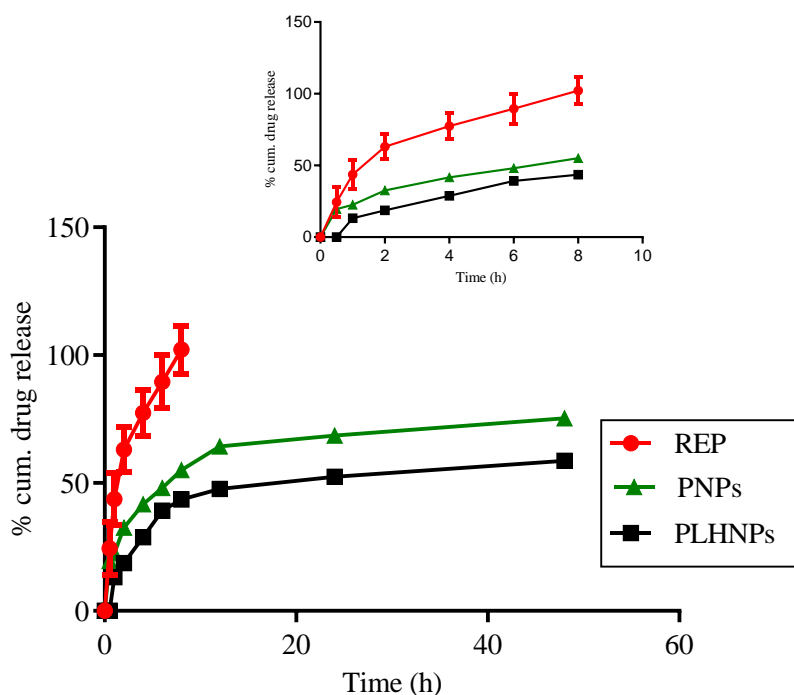 150
100
50
0
% cum. drug release
0 2 4 6 8 10
Time (h)
150
100
50
0
% cum. drug release
0 20 40 60
Time (h)
REP
PNPs
PLHNPs